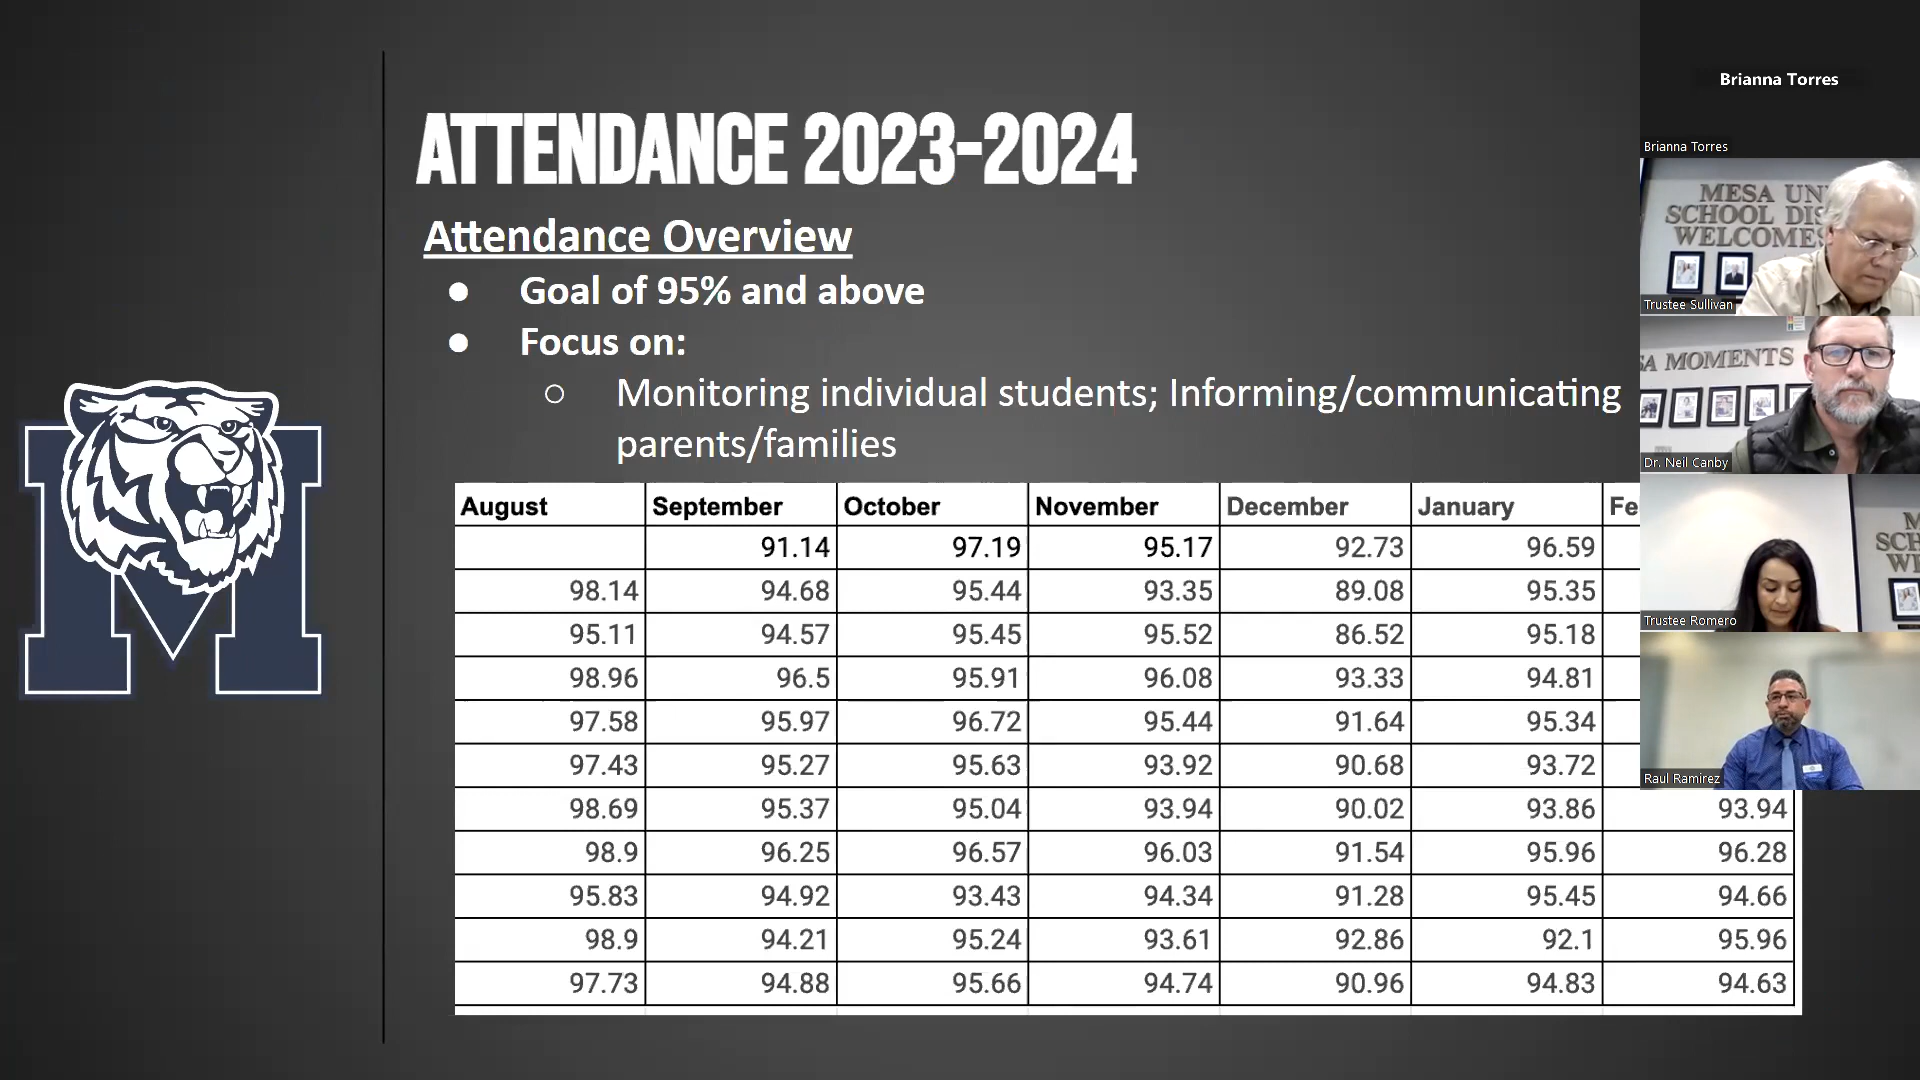 ATTENDANCE 2023-2024
Attendance Overview
● Goal of 95% and above
● Focus on:
○ Monitoring individual students; Informing/communicating
parents/families
August September October November December January Fe
91.14 97.19 95.17 92.73 96.59
98.14 94.68 95.44 93.35 89.08 95.35
95.11 94.57 95.45 95.52 86.52 95.18
98.96 96.5 95.91 96.08 93.33 94.81
97.58 95.97 96.72 95.44 91.64 95.34
97.43 95.27 95.63 93.92 90.68 93.72
98.69 95.37 95.04 93.94 90.02 93.86 93.94
98.9 96.25 96.57 96.03 91.54 95.96 96.28
95.83 94.92 93.43 94.34 91.28 95.45 94.66
98.9 94.21 95.24 93.61 92.86 92.1 95.96
97.73 94.88 95.66 94.74 90.96 94.83 94.63
M
Brianna Torres
Brianna Torres
MESA UN
SCHOOL DIS
WELCOMES
Trustee Sullivan
SA MOMENTS
Dr. Neil Canby
M
SCH
WE
Trustee Romero
Raul Ramirez